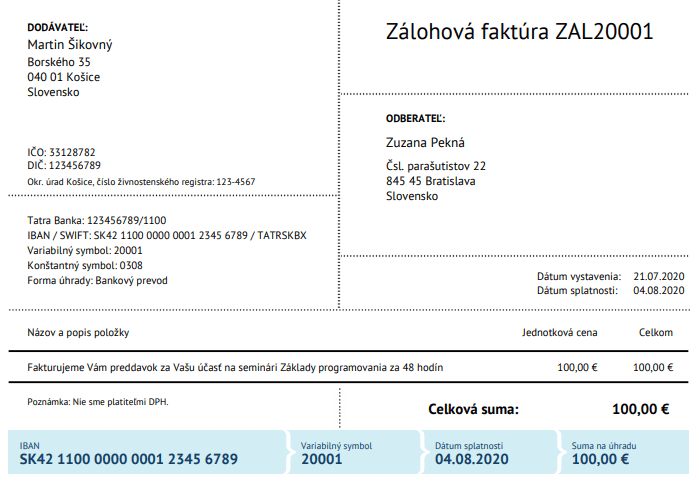 DODÁVATEĽ:
Martin Šikovný
Borského 35
040 01 Košice
Slovensko
IČO: 33128782
DIČ: 123456789
Okr. úrad Košice, číslo živnostenského registra: 123-4567
Zálohová faktúra ZAL20001
ODBERATEĽ:
Zuzana Pekná
Čsl. parašutistov 22
845 45 Bratislava
Slovensko
Tatra Banka: 123456789/1100
IBAN / SWIFT: SK42 1100 0000 0001 2345 6789 / TATRSKBX
Variabilný symbol: 20001
Konštantný symbol: 0308
Forma úhrady: Bankový prevod
Dátum vystavenia: 21.07.2020
Dátum splatnosti: 04.08.2020
Názov a popis položky Jednotková cena Celkom
Fakturujeme Vám preddavok za Vašu účasť na seminári Základy programovania za 48 hodín 100,00 € 100,00 €
Poznámka: Nie sme platiteľmi DPH.
Celková suma: 100,00 €
IBAN Variabilný symbol Dátum splatnosti Suma na úhradu
SK42 1100 0000 0001 2345 6789 20001 04.08.2020 100,00 €